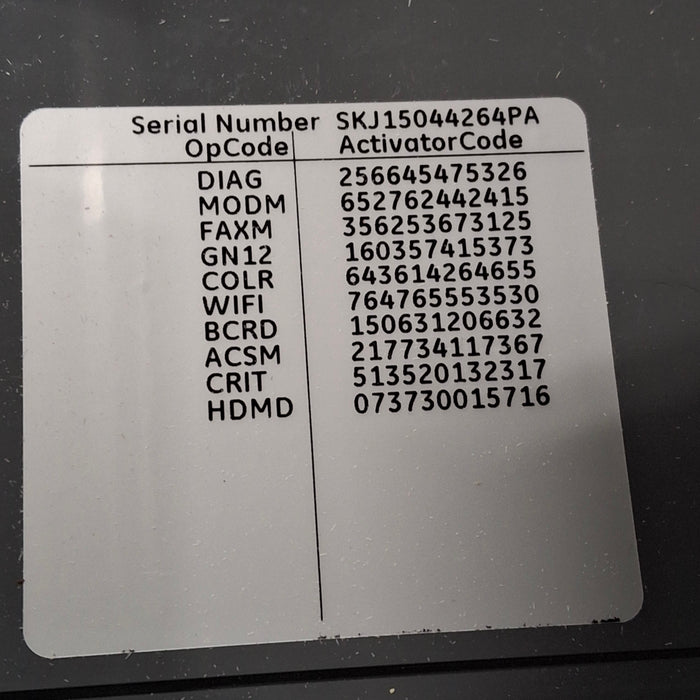 Serial Number SKJ15044264PA
OpCode ActivatorCode
DIAG 256645475326
MODM 652762442415
FAXM 356253673125
GN12 160357415373
COLR 643614264655
WIFI 764765553530
BCRD 150631206632
ACSM 217734117367
CRIT 513520132317
HDMD 073730015716